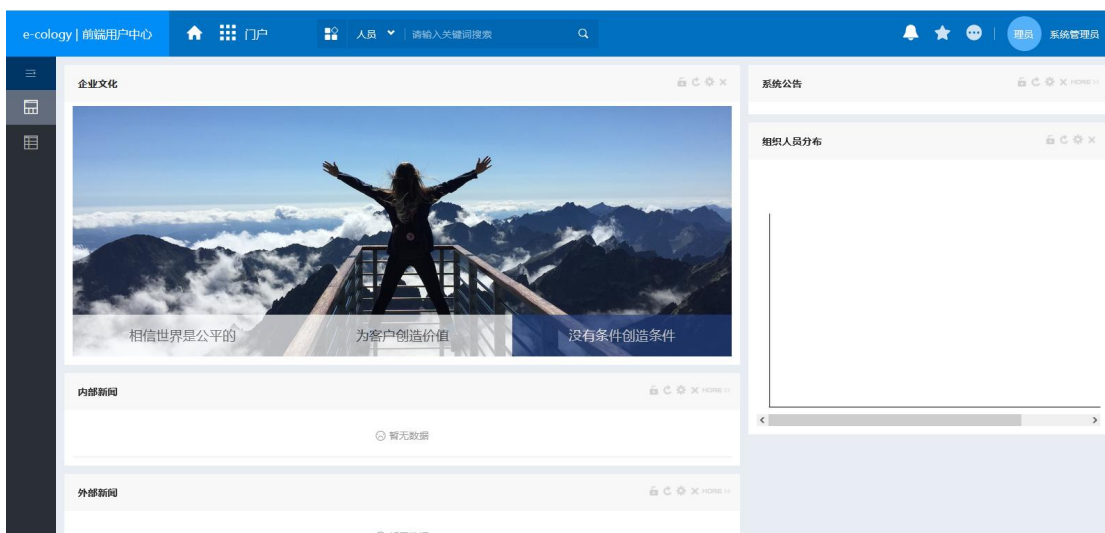 e-cology | 前端用户中心 门户 人员 请输入关键词搜索 理员 系统管理员
企业文化
相信世界是公平的 为客户创造价值 没有条件创造条件
内部新闻 HOME >>
暂无数据
外部新闻 HOME >>
系统公告 HOME >>
组织人员分布